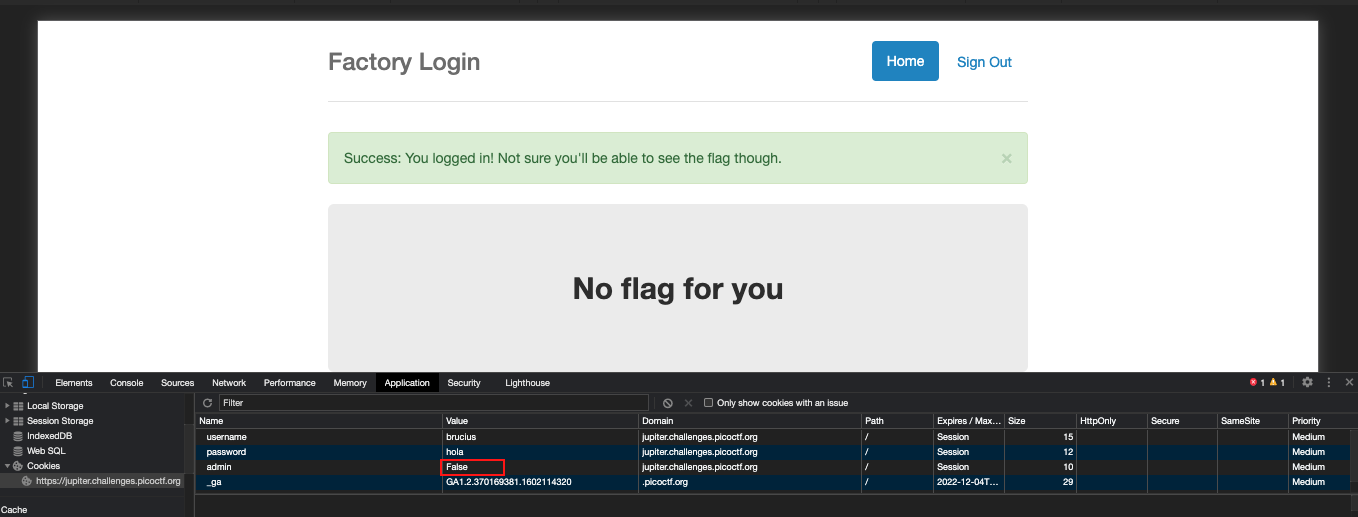 Factory Login
Home Sign Out
Success: You logged in! Not sure you'll be able to see the flag though. ×
No flag for you
Elements Console Sources Network Performance Memory Application Security Lighthouse 1 1
Local Storage
Session Storage
IndexedDB
Web SQL
Cookies
https://jupiter.challenges.picoctf.org
Cache
Filter Only show cookies with an issue
Name Value Domain Path Expires / Max... Size HttpOnly Secure SameSite Priority
username brucius jupiter.challenges.picoctf.org / Session 15 Medium
password hola jupiter.challenges.picoctf.org / Session 12 Medium
admin False jupiter.challenges.picoctf.org / Session 10 Medium
_ga GA1.2.370169381.1602114320 .picoctf.org / 2022-12-04T... 29 Medium